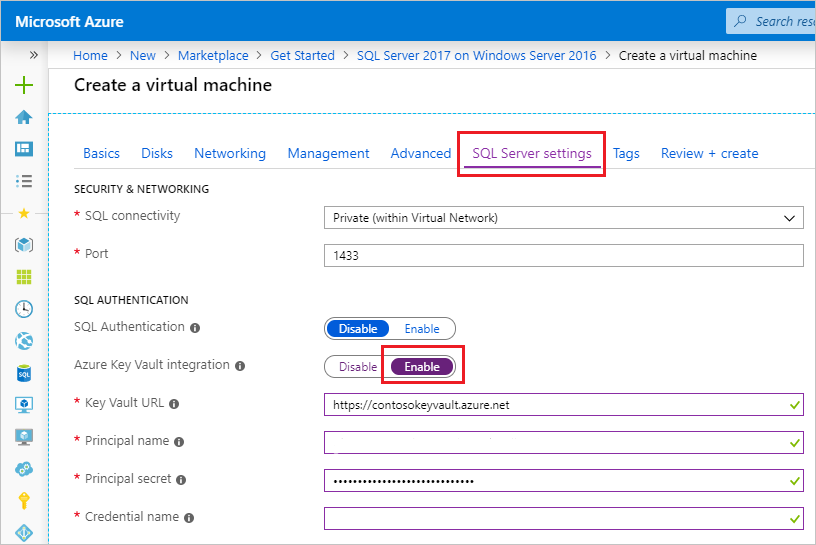 Microsoft Azure
Search reso
Home > New > Marketplace > Get Started > SQL Server 2017 on Windows Server 2016 > Create a virtual machine
Create a virtual machine
Basics Disks Networking Management Advanced SQL Server settings Tags Review + create
SECURITY & NETWORKING
* SQL connectivity Private (within Virtual Network)
* Port 1433
SQL AUTHENTICATION
SQL Authentication Disable Enable
Azure Key Vault integration Disable Enable
* Key Vault URL https://contosokeyvault.azure.net
* Principal name
* Principal secret •••••••••••••••••••••••••••••
* Credential name
SQL